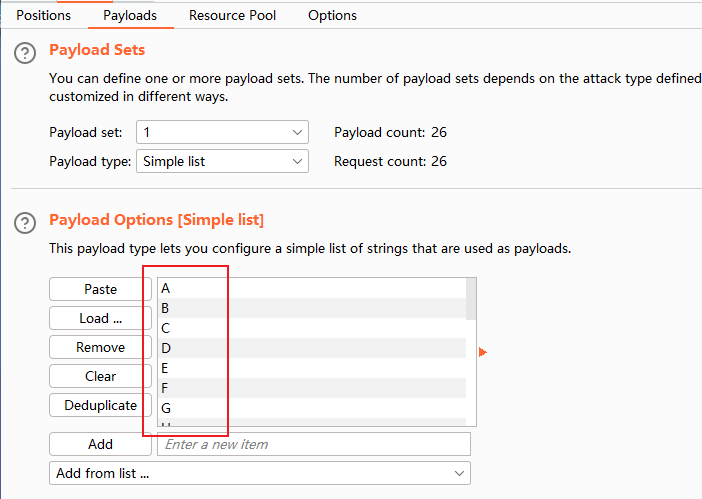 Positions Payloads Resource Pool Options
Payload Sets
You can define one or more payload sets. The number of payload sets depends on the attack type defined
customized in different ways.
Payload set: 1 Payload count: 26
Payload type: Simple list Request count: 26
Payload Options [Simple list]
This payload type lets you configure a simple list of strings that are used as payloads.
Paste
Load ...
Remove
Clear
Deduplicate
A
B
C
D
E
F
G
Add Enter a new item
Add from list ...